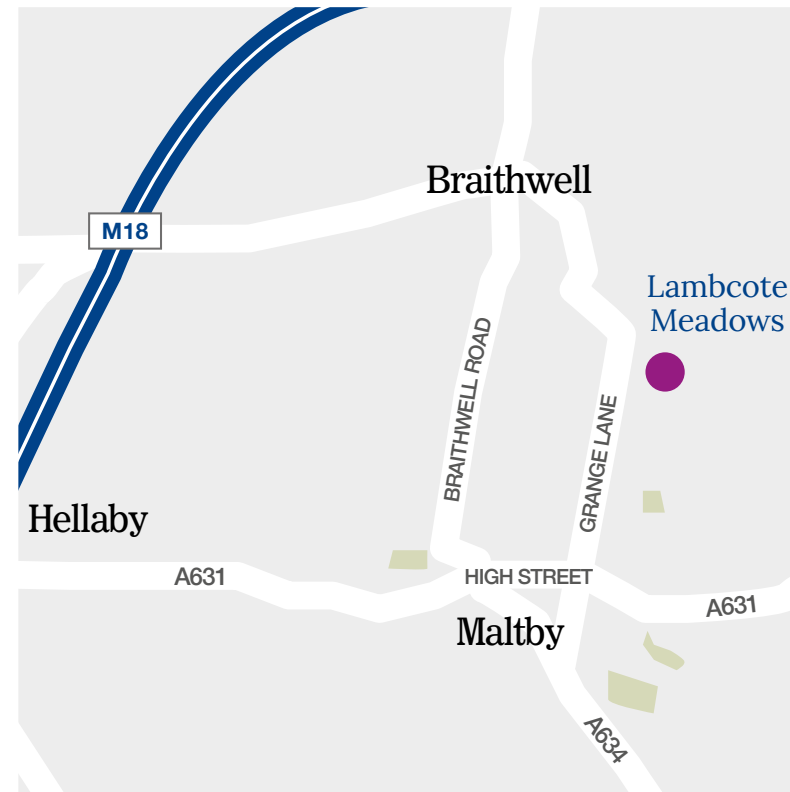 Braithwell
M18
Lambcote
Meadows
BRAITHWELL ROAD
GRANGE LANE
Hellaby
A631
HIGH STREET
A631
Maltby
A634